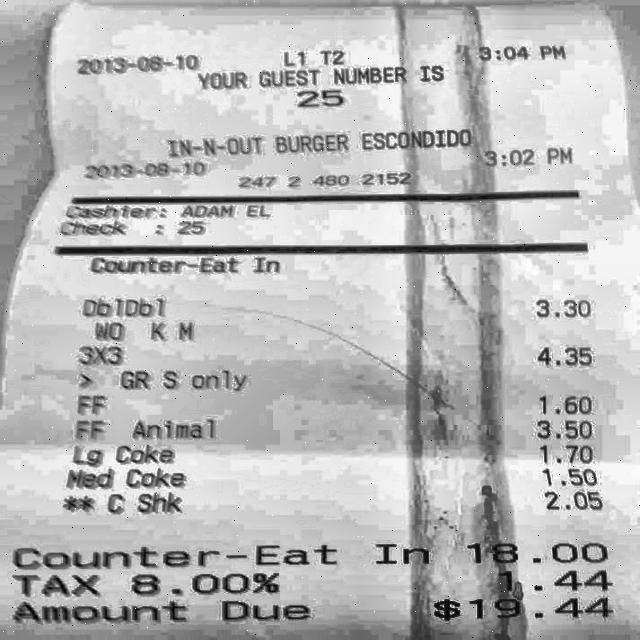 2013-08-10 L1 T2 3:04 PM
YOUR GUEST NUMBER IS
25
IN-N-OUT BURGER ESCONDIDO
2013-08-10 3:02 PM
247 2 480 2152
Cashier: ADAM EL
Check : 25
Counter-Eat In
DblDbl 3.30
WO K M
3X3 4.35
> GR S only
FF 1.60
FF Animal 3.50
Lg Coke 1.70
Med Coke 1.50
** C Shk 2.05
Counter-Eat In 18.00
TAX 8.00% 1.44
Amount Due $19.44